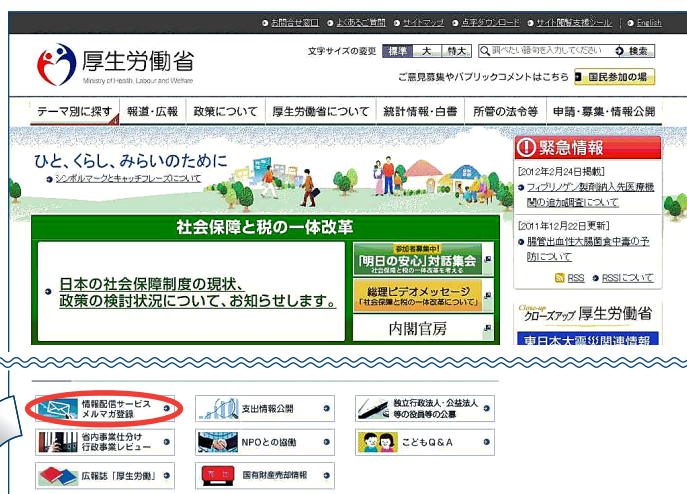 お問合せ窓口 よくあるご質問 サイトマップ 点字ダウンロード サイト閲覧支援ツール English
厚生労働省
Ministry of Health, Labour and Welfare
文字サイズの変更 標準 大 特大 調べたい語句を入力してください 検索
ご意見募集やパブリックコメントはこちら 国民参加の場
テーマ別に探す 報道・広報 政策について 厚生労働省について 統計情報・白書 所管の法令等 申請・募集・情報公開
ひと、くらし、みらいのために
シンボルマークとキャッチフレーズについて
緊急情報
[2012年2月24日掲載]
フィブリノゲン製剤納入先医療機
関の追加調査について
[2011年12月22日更新]
腸管出血性大腸菌食中毒の予
防について
RSS RSSについて
社会保障と税の一体改革
日本の社会保障制度の現状、
政策の検討状況について、お知らせします。
参加者募集中!
「明日の安心」対話集会
社会保障と税の一体改革を考える
総理ビデオメッセージ
「社会保障と税の一体改革について」
内閣官房
Close-up
クローズアップ厚生労働省
東日本大震災関連情報
情報配信サービス
メルマガ登録
支出情報公開
独立行政法人・公益法人
等の役員等の公募
省内事業仕分け
行政事業レビュー
NPOとの協働
こどもQ&A
広報誌「厚生労働」
国有財産売却情報